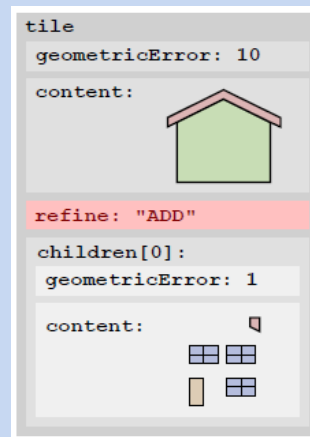 tile
geometricError: 10
content:
refine: "ADD"
children[0]:
geometricError: 1
content: